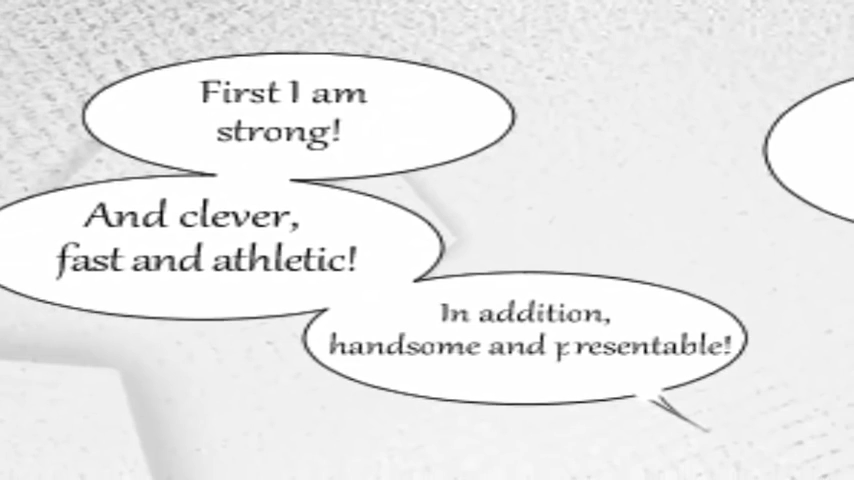 First I am
strong!
And clever,
fast and athletic!
In addition,
handsome and presentable!